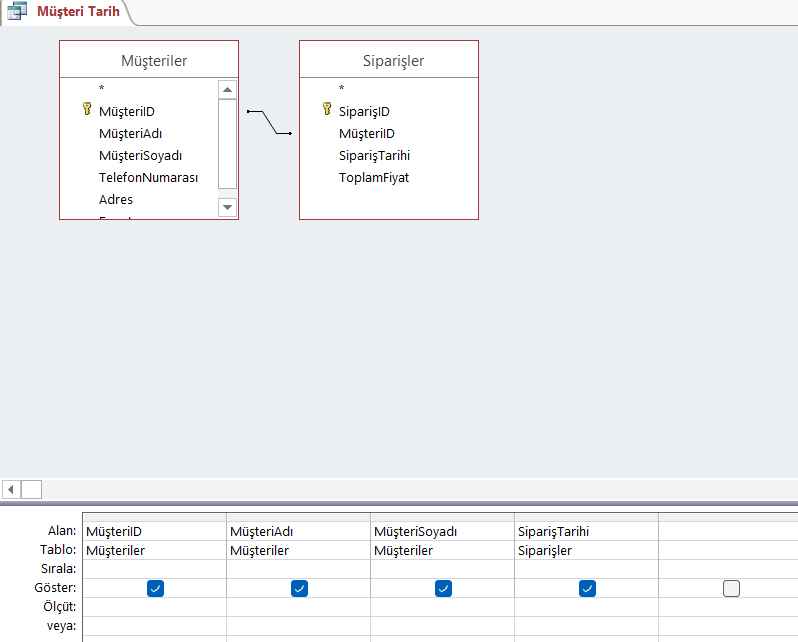 Müşteri Tarih
Müşteriler
*
MüşteriID
MüşteriAdı
MüşteriSoyadı
TelefonNumarası
Adres
Siparişler
*
SiparişID
MüşteriID
SiparişTarihi
ToplamFiyat
Alan: MüşteriID MüşteriAdı MüşteriSoyadı SiparişTarihi
Tablo: Müşteriler Müşteriler Müşteriler Siparişler
Sırala:
Göster:
Ölçüt:
veya: